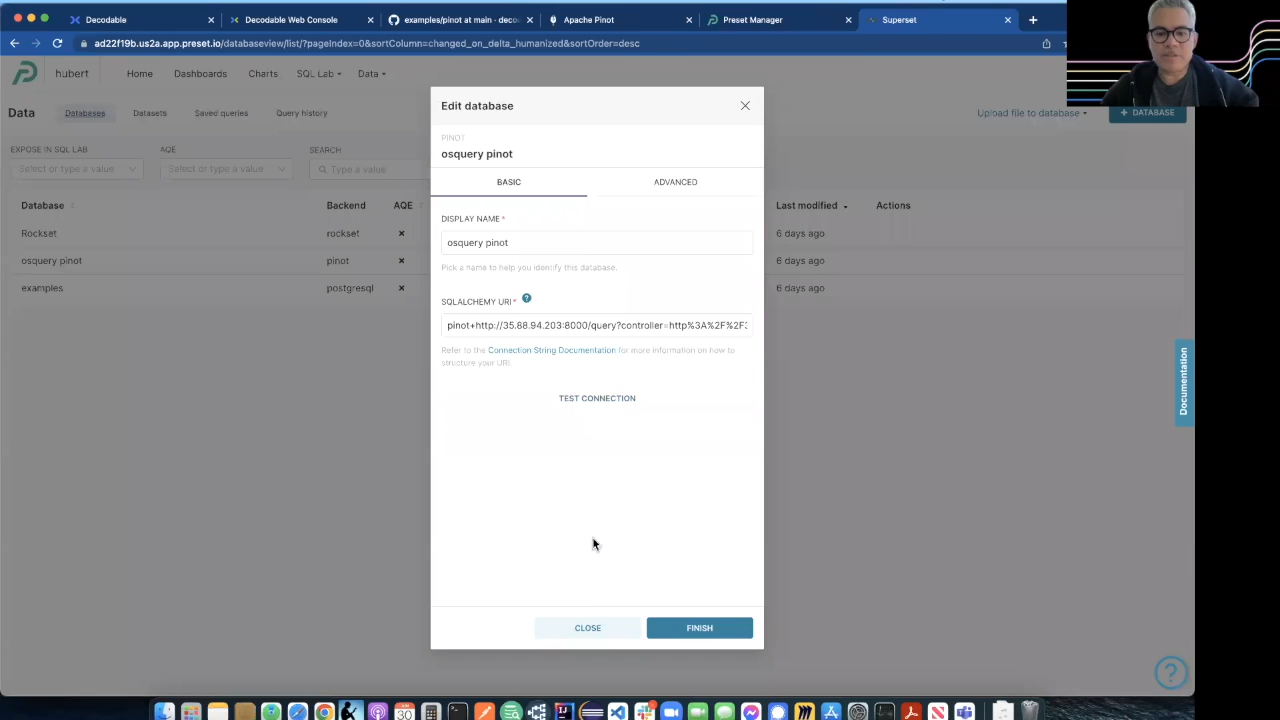 Decodable
Decodable Web Console
examples/pinot at main · deco
Apache Pinot
Preset Manager
Superset
ad22f19b.us2a.app.preset.io/databaseview/list/?pageIndex=0&sortColumn=changed_on_delta_humanized&sortOrder=desc
hubert
Home
Dashboards
Charts
SQL Lab
Data
Data
Databases
Datasets
Saved queries
Query history
Upload file to database
+ DATABASE
EXPOSE IN SQL LAB
AQE
SEARCH
Select or type a value
Select or type a value
Type a value
Database
Backend
AQE
Last modified
Actions
Rockset
rockset
6 days ago
osquery pinot
pinot
6 days ago
examples
postgresql
6 days ago
Edit database
PINOT
osquery pinot
BASIC
ADVANCED
DISPLAY NAME *
osquery pinot
Pick a name to help you identify this database.
SQLALCHEMY URI *
pinot+http://35.88.94.203:8000/query?controller=http%3A%2F%2F
Refer to the Connection String Documentation for more information on how to
structure your URI.
TEST CONNECTION
CLOSE
FINISH
Documentation
?
30